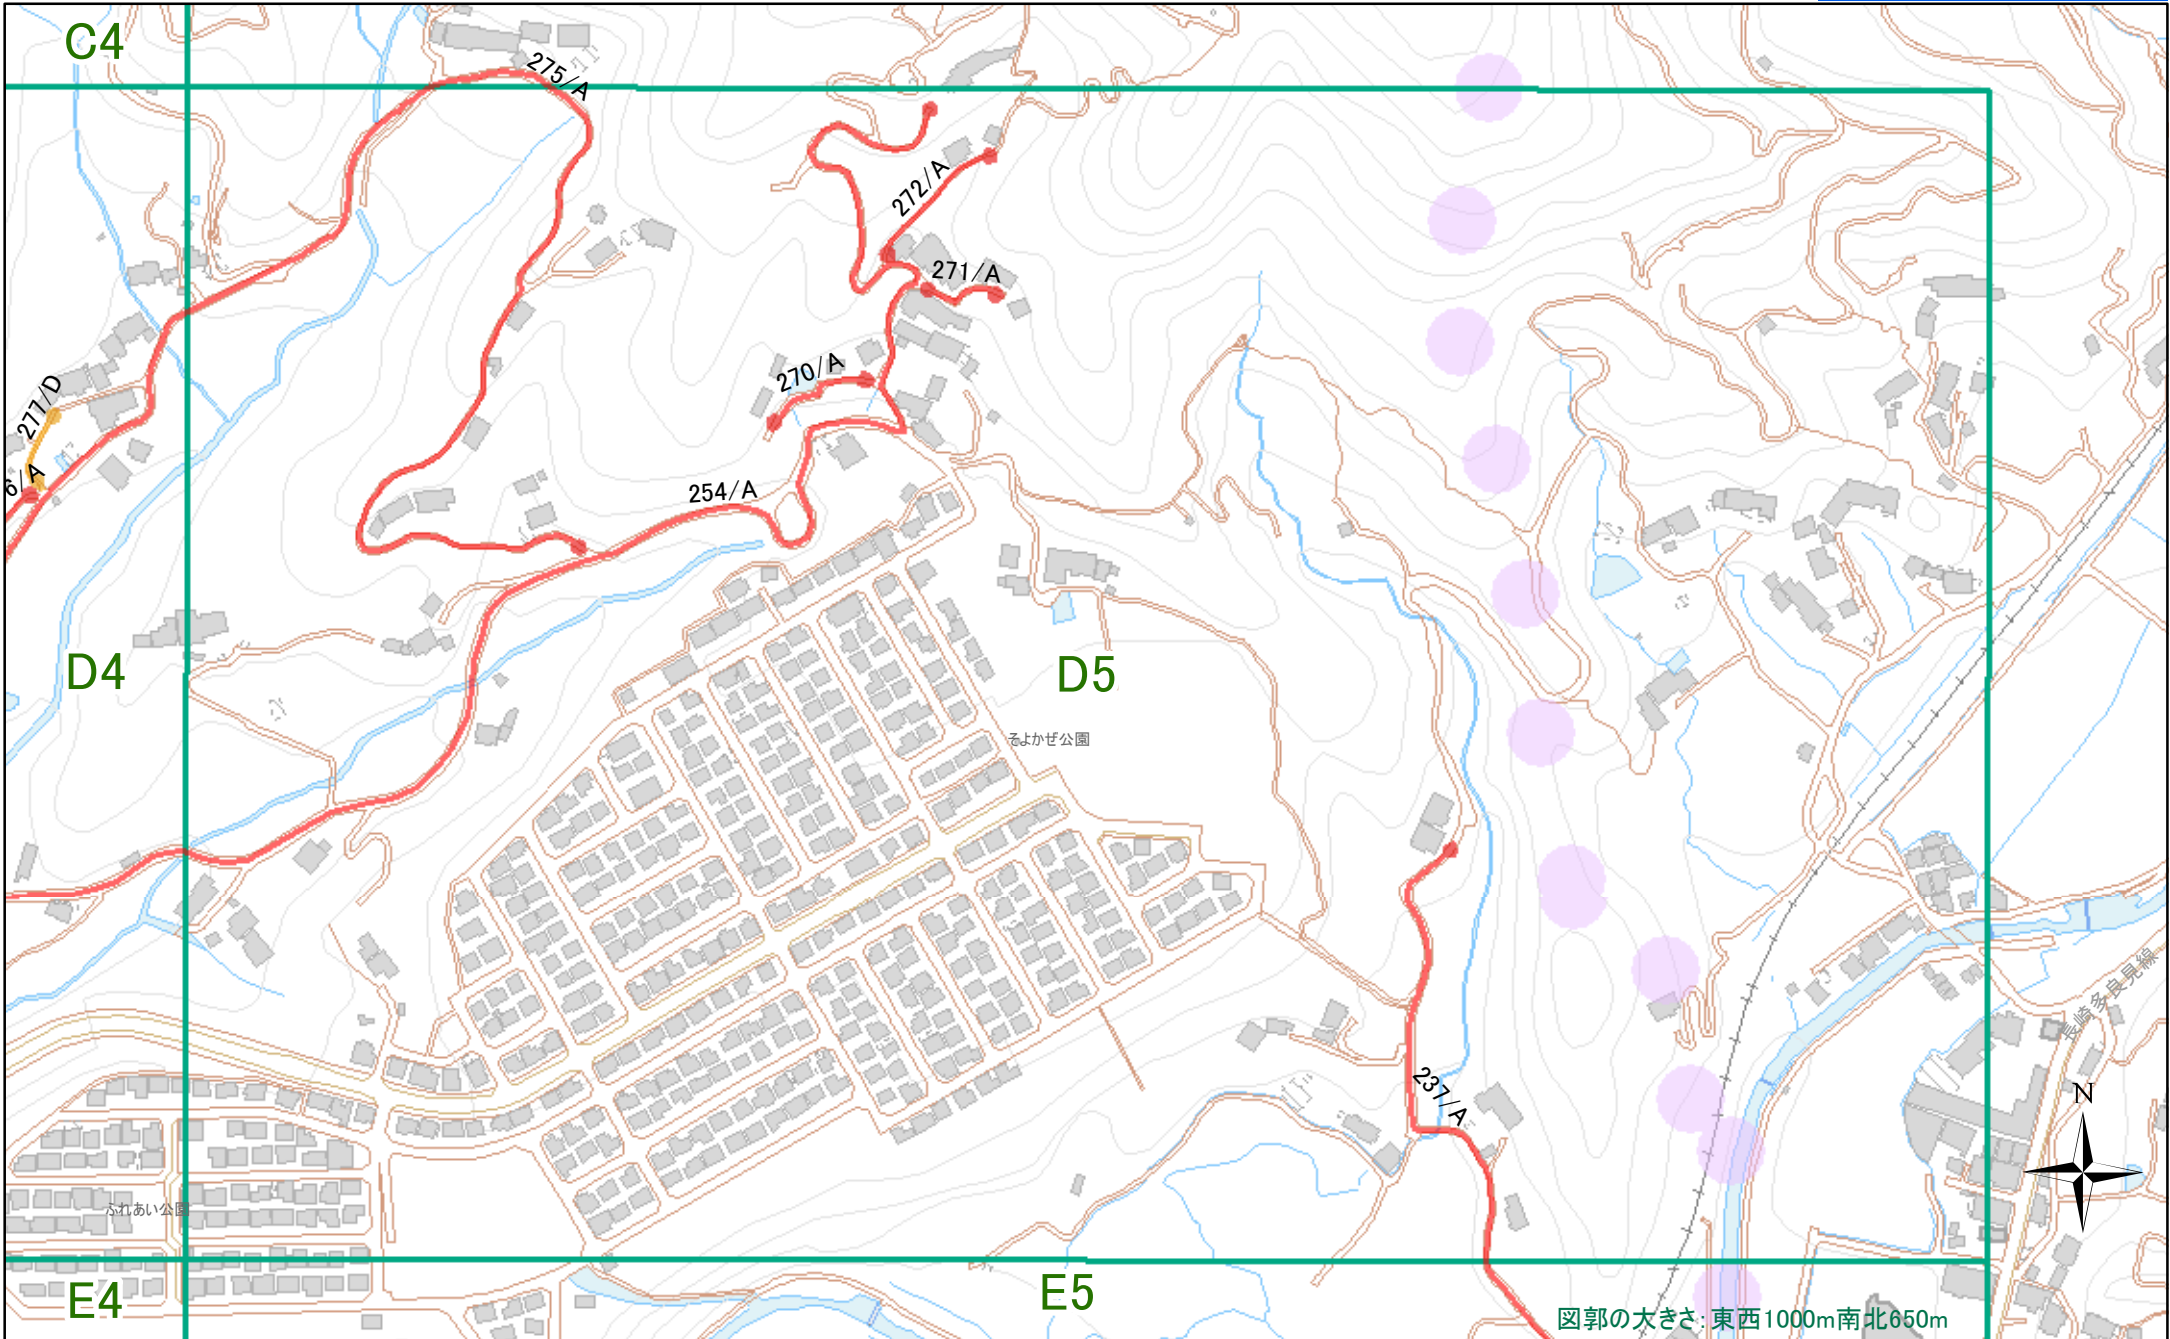 C4
275/A
272/A
271/A
270/A
277/D
6/A
254/A
D4
D5
そよかぜ公園
長崎多良見線
237/A
N
ふれあい公園
E4
E5
図郭の大きさ:東西1000m南北650m